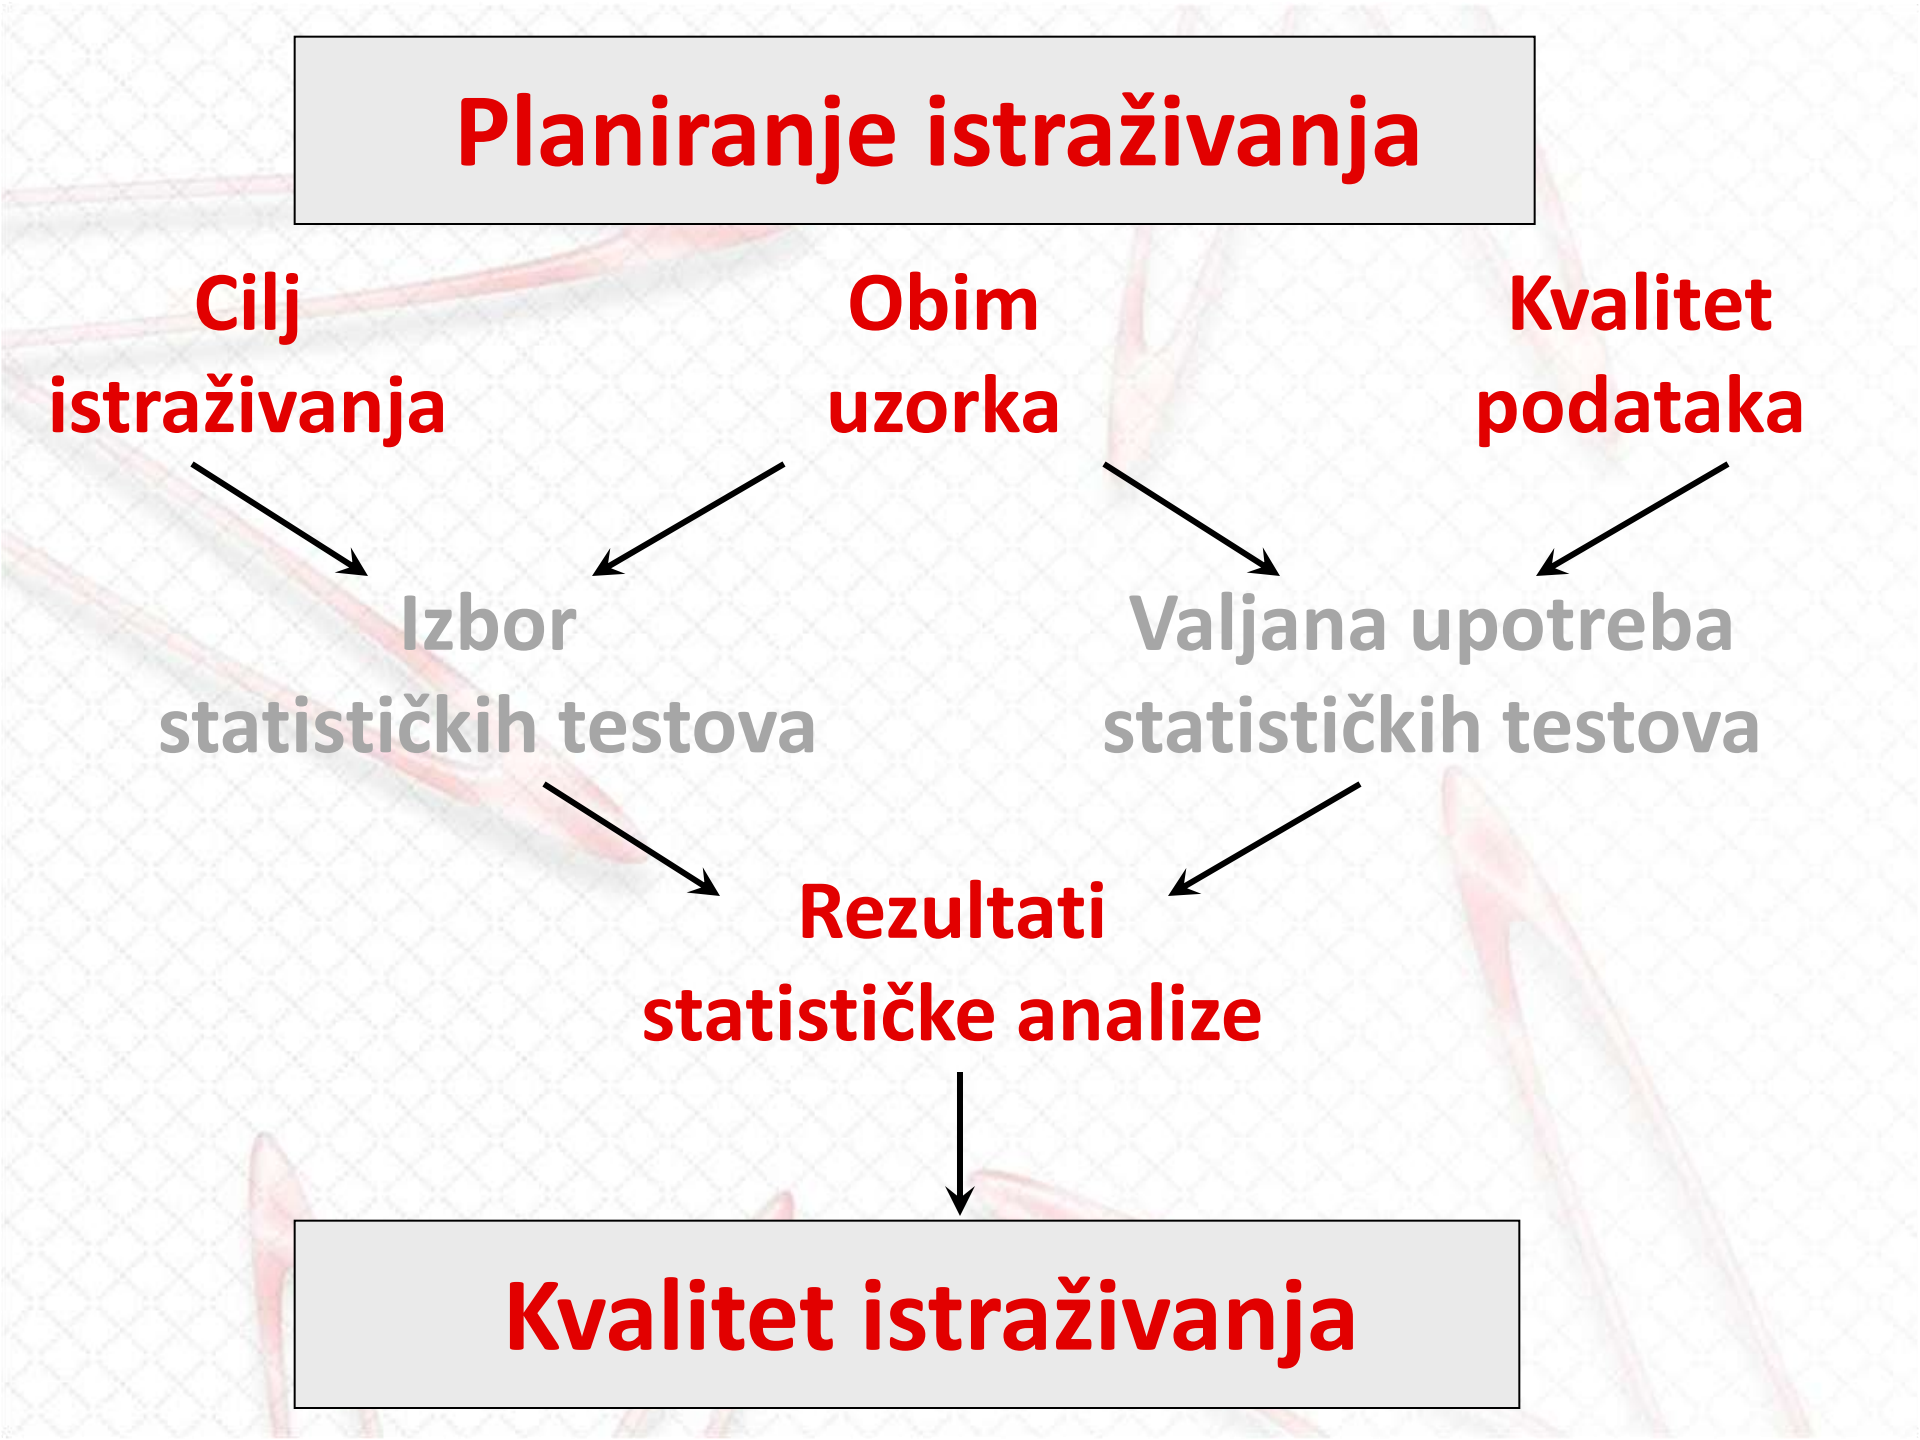 Planiranje istraživanja
Cilj
istraživanja
Obim
uzorka
Kvalitet
podataka
Izbor
statističkih testova
Valjana upotreba
statističkih testova
Rezultati
statističke analize
Kvalitet istraživanja